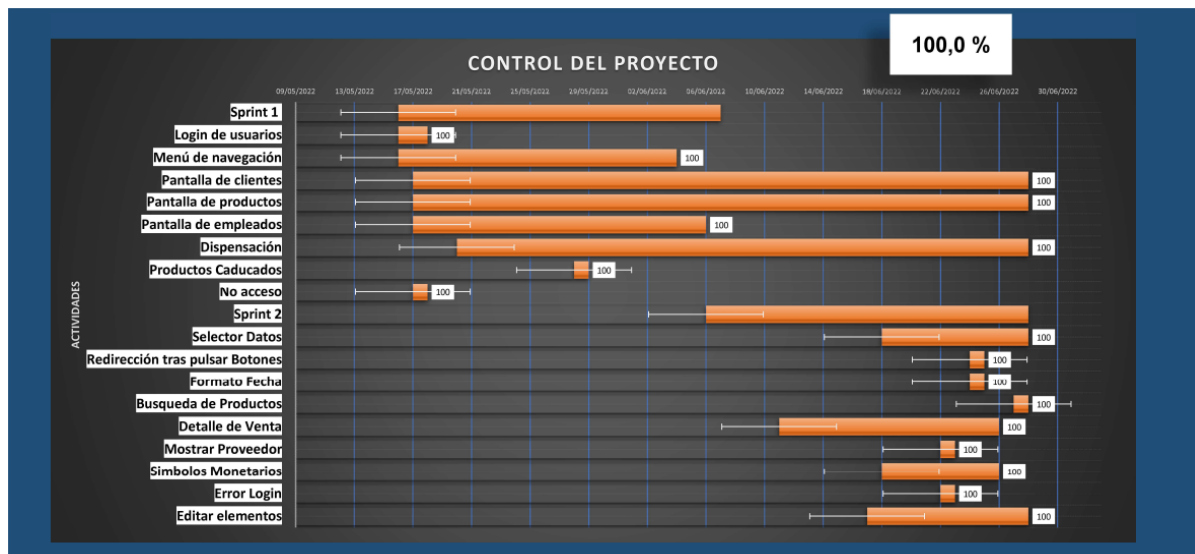 100,0 %
CONTROL DEL PROYECTO
09/05/2022 13/05/2022 17/05/2022 21/05/2022 25/05/2022 29/05/2022 02/06/2022 06/06/2022 10/06/2022 14/06/2022 18/06/2022 22/06/2022 26/06/2022 30/06/2022
ACTIVIDADES
Sprint 1
Login de usuarios 100
Menú de navegación 100
Pantalla de clientes 100
Pantalla de productos 100
Pantalla de empleados 100
Dispensación 100
Productos Caducados 100
No acceso 100
Sprint 2
Selector Datos 100
Redirección tras pulsar Botones 100
Formato Fecha 100
Busqueda de Productos 100
Detalle de Venta 100
Mostrar Proveedor 100
Simbolos Monetarios 100
Error Login 100
Editar elementos 100